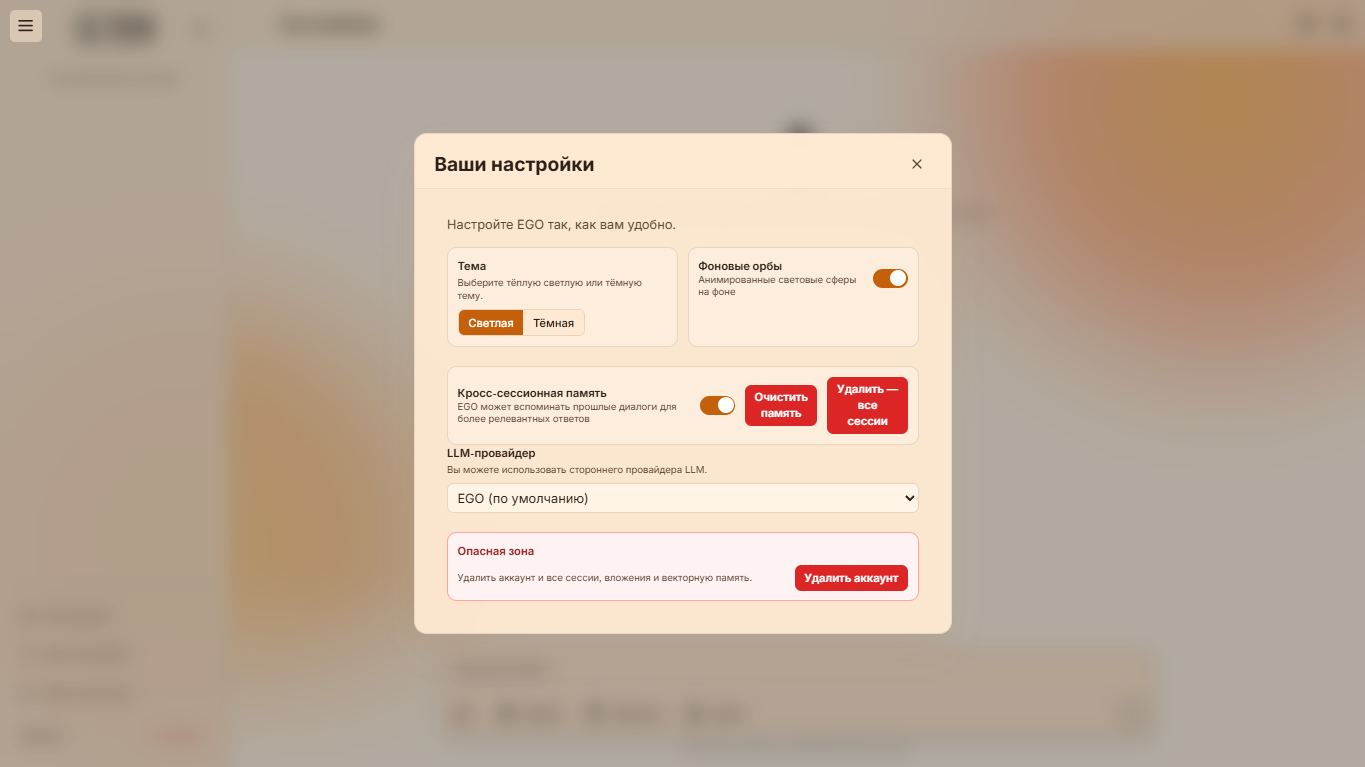 Ваши настройки
Настройте EGO так, как вам удобно.
Тема
Выберите тёплую светлую или тёмную
тему.
Светлая
Тёмная
Фоновые орбы
Анимированные световые сферы
на фоне
Кросс-сессионная память
EGO может вспоминать прошлые диалоги для
более релевантных ответов
Очистить
память
Удалить —
все
сессии
LLM-провайдер
Вы можете использовать стороннего провайдера LLM.
EGO (по умолчанию)
Опасная зона
Удалить аккаунт и все сессии, вложения и векторную память.
Удалить аккаунт